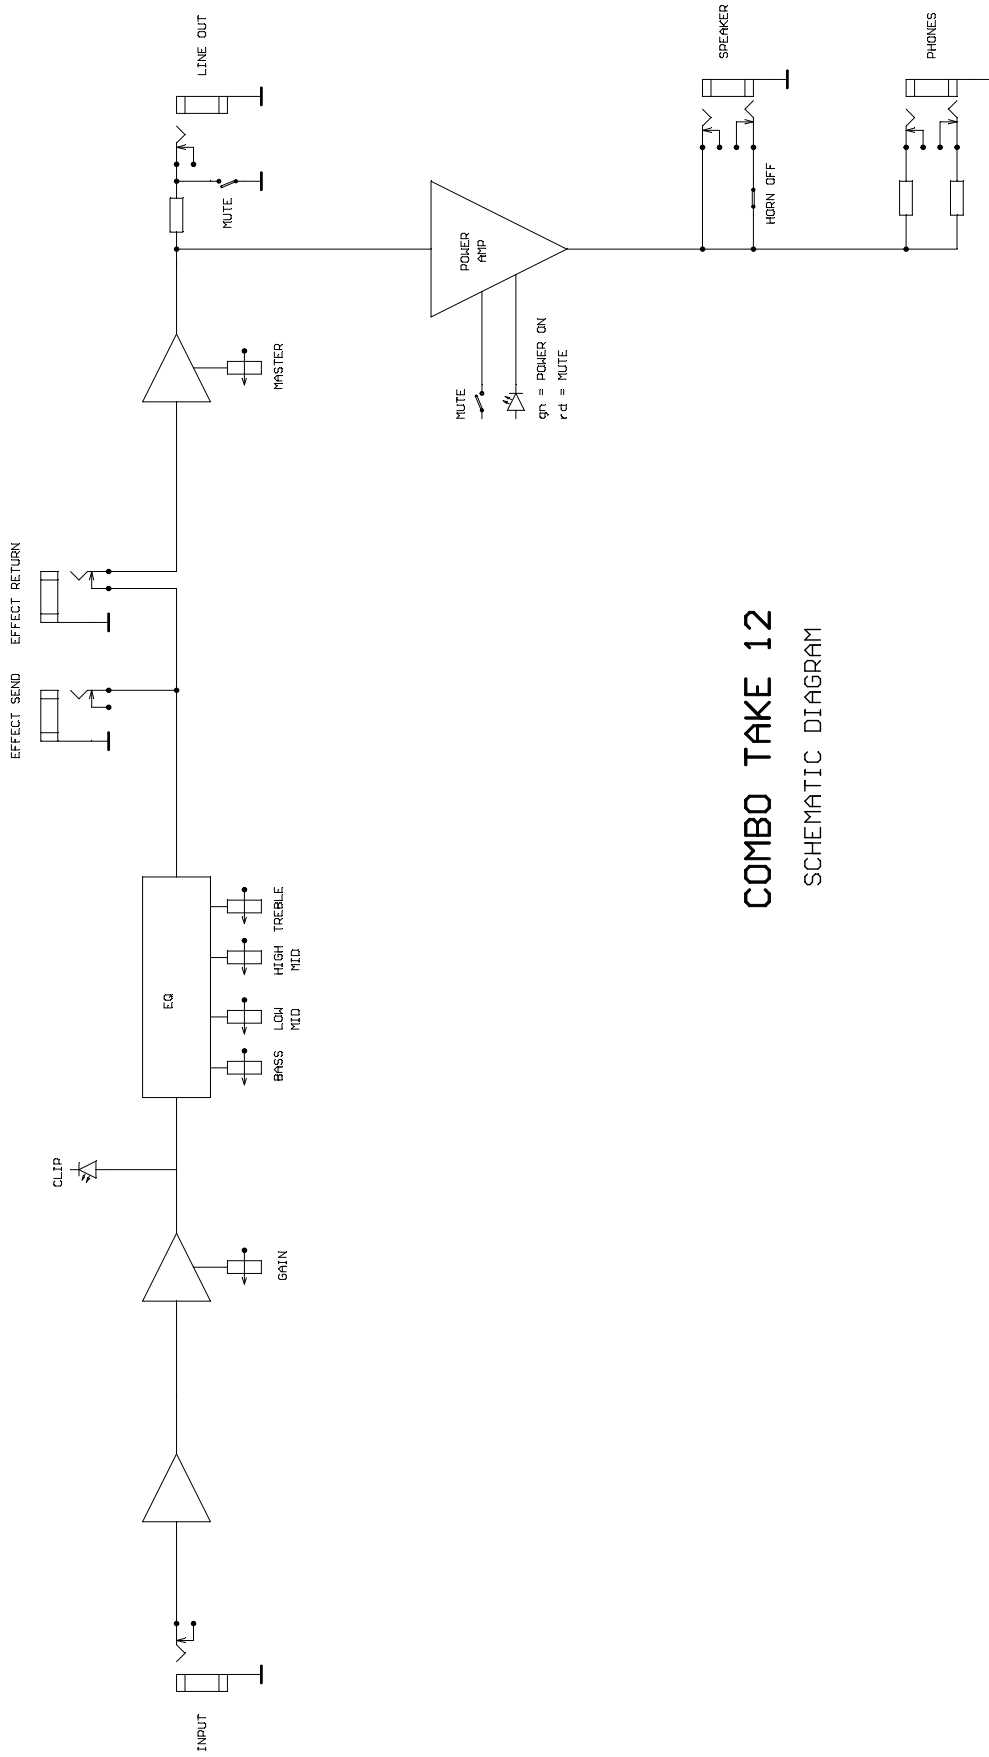 INPUT
GAIN
CLIP
EQ
BASS
LOW
MID
HIGH
MID
TREBLE
EFFECT SEND
EFFECT RETURN
MASTER
MUTE
LINE OUT
POWER
AMP
MUTE
gn = POWER ON
rd = MUTE
HORN OFF
SPEAKER
PHONES
COMBO TAKE 12
SCHEMATIC DIAGRAM